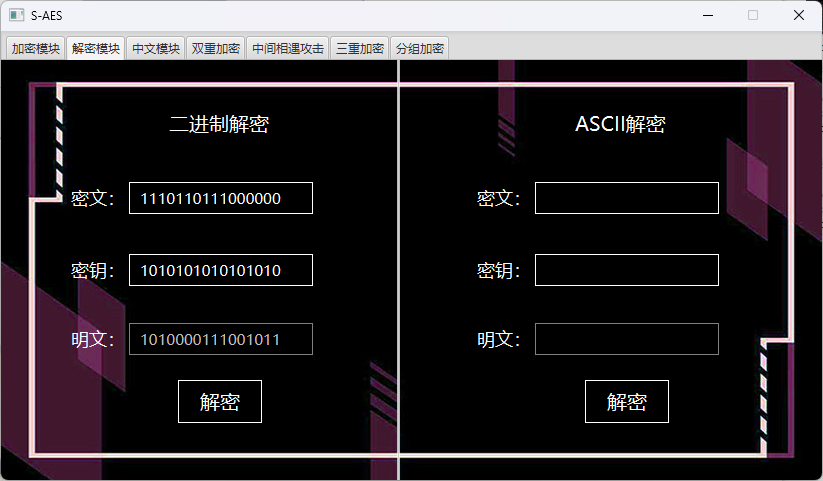 S-AES
加密模块 解密模块 中文模块 双重加密 中间相遇攻击 三重加密 分组加密
二进制解密
密文： 1110110111000000
密钥： 1010101010101010
明文： 1010000111001011
解密
ASCII解密
密文：
密钥：
明文：
解密